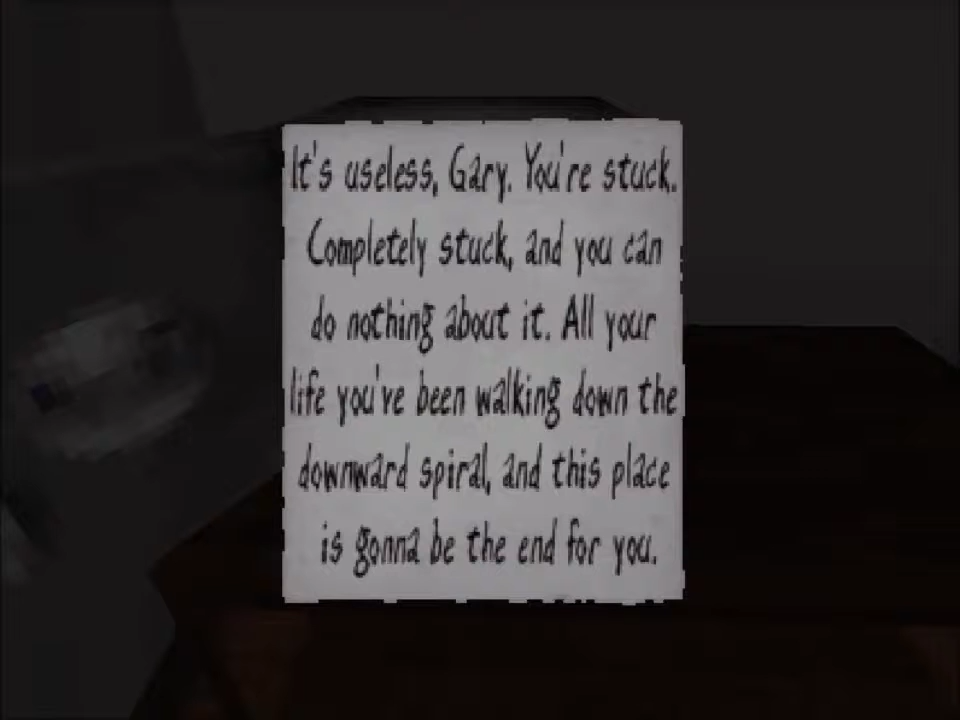 It's useless, Gary. You're stuck.
Completely stuck, and you can
do nothing about it. All your
life you've been walking down the
downward spiral, and this place
is gonna be the end for you.